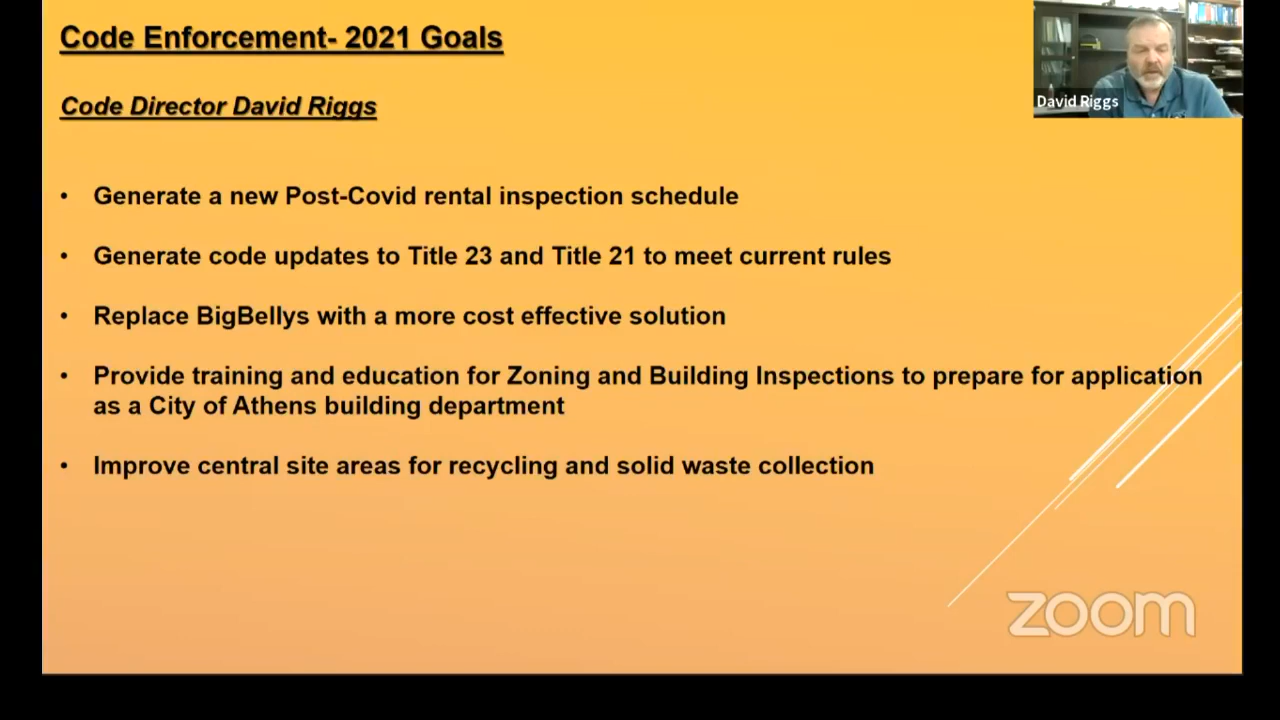 Code Enforcement- 2021 Goals
David Riggs
Code Director David Riggs
• Generate a new Post-Covid rental inspection schedule
• Generate code updates to Title 23 and Title 21 to meet current rules
• Replace BigBellys with a more cost effective solution
• Provide training and education for Zoning and Building Inspections to prepare for application
as a City of Athens building department
• Improve central site areas for recycling and solid waste collection
zoom